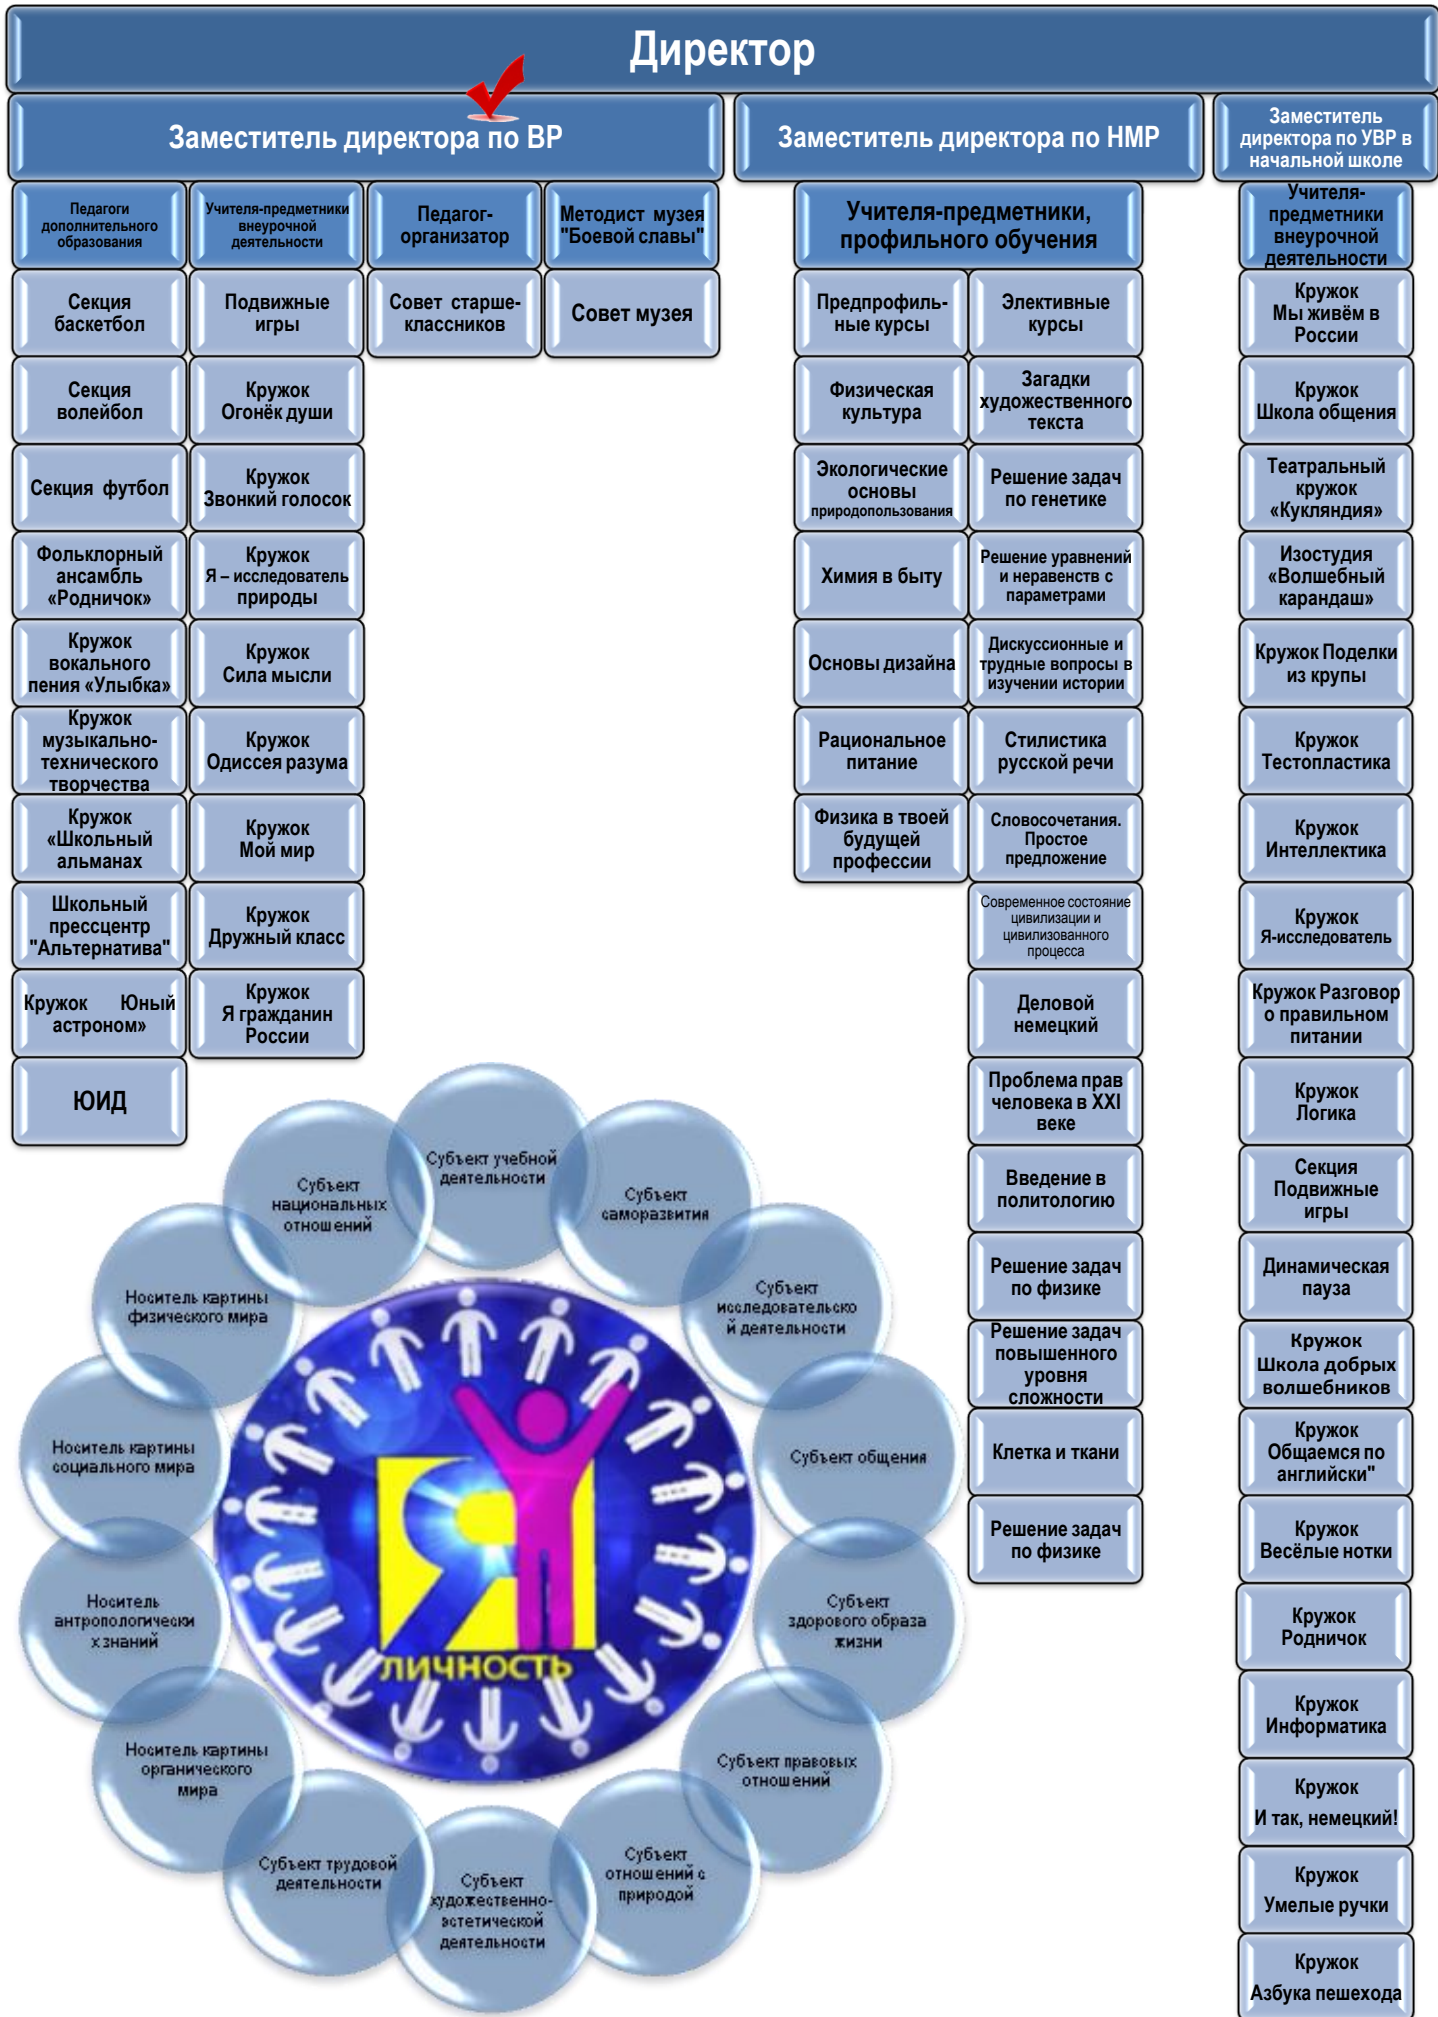 Директор
Заместитель директора по ВР
Заместитель директора по НМР
Заместитель
директора по УВР в
начальной школе
Педагоги
дополнительного
образования
Секция
баскетбол
Секция
волейбол
Секция футбол
Фольклорный
ансамбль
«Родничок»
Кружок
вокального
пения «Улыбка»
Кружок
музыкально-
технического
творчества
Кружок
«Школьный
альманах
Школьный
прессцентр
"Альтернатива"
Кружок Юный
астроном»
ЮИД
Учителя-предметники
внеурочной
деятельности
Подвижные
игры
Кружок
Огонёк души
Кружок
Звонкий голосок
Кружок
Я – исследователь
природы
Кружок
Сила мысли
Кружок
Одиссея разума
Кружок
Мой мир
Кружок
Дружный класс
Кружок
Я гражданин
России
Педагог-
организатор
Совет старше-
классников
Методист музея
"Боевой славы"
Совет музея
Учителя-предметники,
профильного обучения
Предпрофиль-
ные курсы
Физическая
культура
Экологические
основы
природопользования
Химия в быту
Основы дизайна
Рациональное
питание
Физика в твоей
будущей
профессии
Элективные
курсы
Загадки
художественного
текста
Решение задач
по генетике
Решение уравнений
и неравенств с
параметрами
Дискуссионные и
трудные вопросы в
изучении истории
Стилистика
русской речи
Словосочетания.
Простое
предложение
Современное состояние
цивилизации и
цивилизованного
процесса
Деловой
немецкий
Проблема прав
человека в XXI
веке
Введение в
политологию
Решение задач
по физике
Решение задач
повышенного
уровня
сложности
Клетка и ткани
Решение задач
по физике
Учителя-
предметники
внеурочной
деятельности
Кружок
Мы живём в
России
Кружок
Школа общения
Театральный
кружок
«Кукляндия»
Изостудия
«Волшебный
карандаш»
Кружок Поделки
из крупы
Кружок
Тестопластика
Кружок
Интеллектика
Кружок
Я-исследователь
Кружок Разговор
о правильном
питании
Кружок
Логика
Секция
Подвижные
игры
Динамическая
пауза
Кружок
Школа добрых
волшебников
Кружок
Общаемся по
английски"
Кружок
Весёлые нотки
Кружок
Родничок
Кружок
Информатика
Кружок
И так, немецкий!
Кружок
Умелые ручки
Кружок
Азбука пешехода
Субъект учебной
деятельности
Субъект
саморазвития
Субъект
исследовательско
й деятельности
Субъект общения
Субъект
здорового образа
жизни
Субъект правовых
отношений
Субъект
отношений с
природой
Субъект
художественно-
эстетической
деятельности
Субъект трудовой
деятельности
Носитель картины
органического
мира
Носитель
антропологически
х знаний
Носитель картины
социального мира
Носитель картины
физического мира
Субъект
национальных
отношений
Я
ЛИЧНОСТЬ